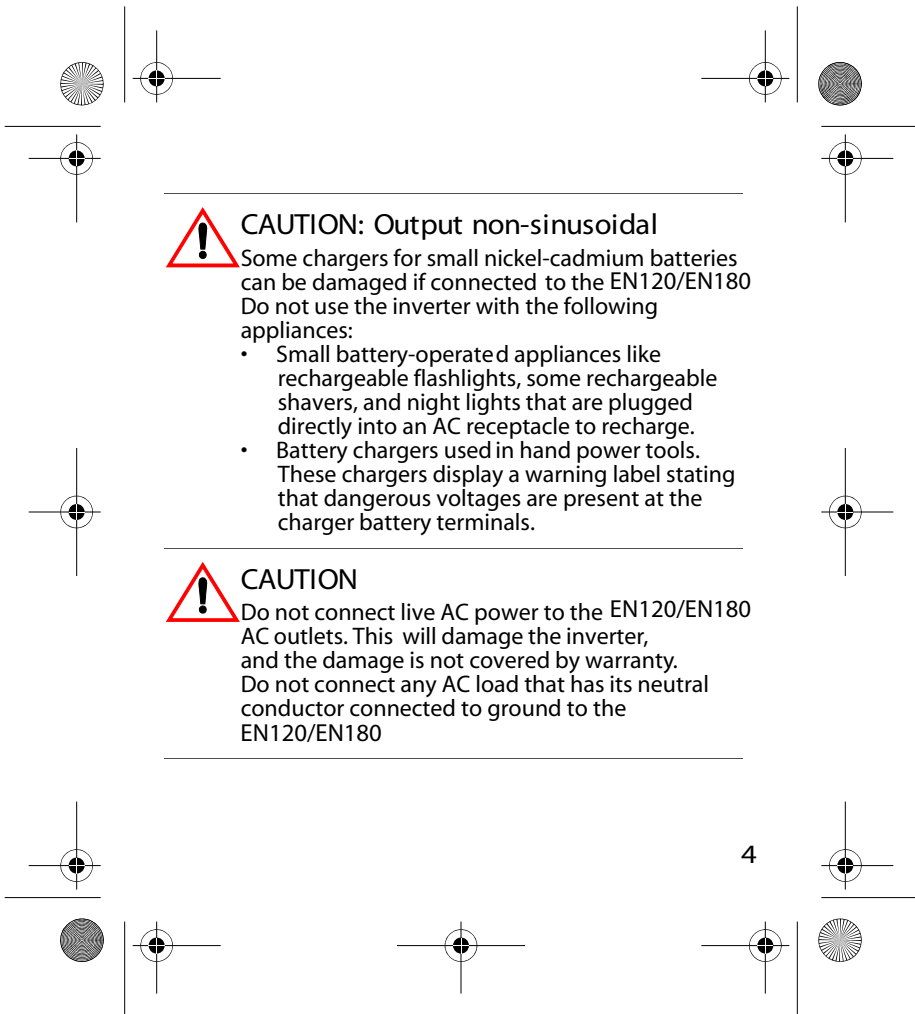 CAUTION: Output non-sinusoidal
Some chargers for small nickel-cadmium batteries
can be damaged if connected to the EN120/EN180
Do not use the inverter with the following
appliances:
• Small battery-operated appliances like
rechargeable flashlights, some rechargeable
shavers, and night lights that are plugged
directly into an AC receptacle to recharge.
• Battery chargers used in hand power tools.
These chargers display a warning label stating
that dangerous voltages are present at the
charger battery terminals.
CAUTION
Do not connect live AC power to the EN120/EN180
AC outlets. This will damage the inverter,
and the damage is not covered by warranty.
Do not connect any AC load that has its neutral
conductor connected to ground to the
EN120/EN180
4